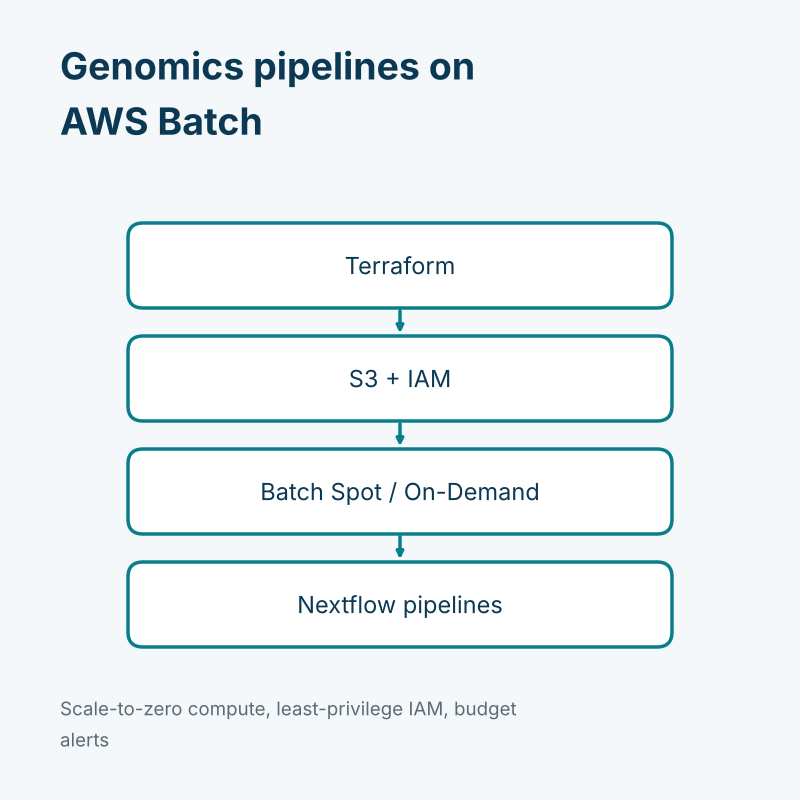 Genomics pipelines on
AWS Batch
Terraform
S3 + IAM
Batch Spot / On-Demand
Nextflow pipelines
Scale-to-zero compute, least-privilege IAM, budget
alerts